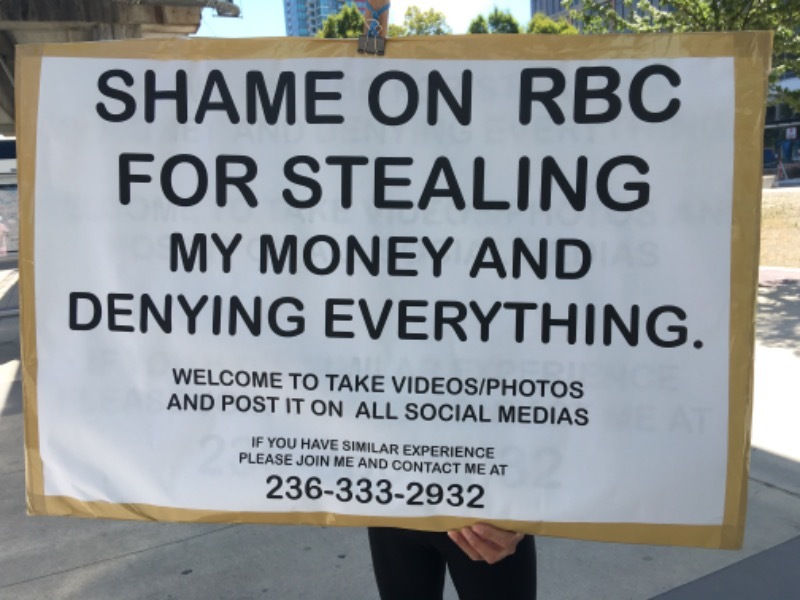 SHAME ON RBC
FOR STEALING
MY MONEY AND
DENYING EVERYTHING.
WELCOME TO TAKE VIDEOS/PHOTOS
AND POST IT ON ALL SOCIAL MEDIAS
IF YOU HAVE SIMILAR EXPERIENCE
PLEASE JOIN ME AND CONTACT ME AT
236-333-2932